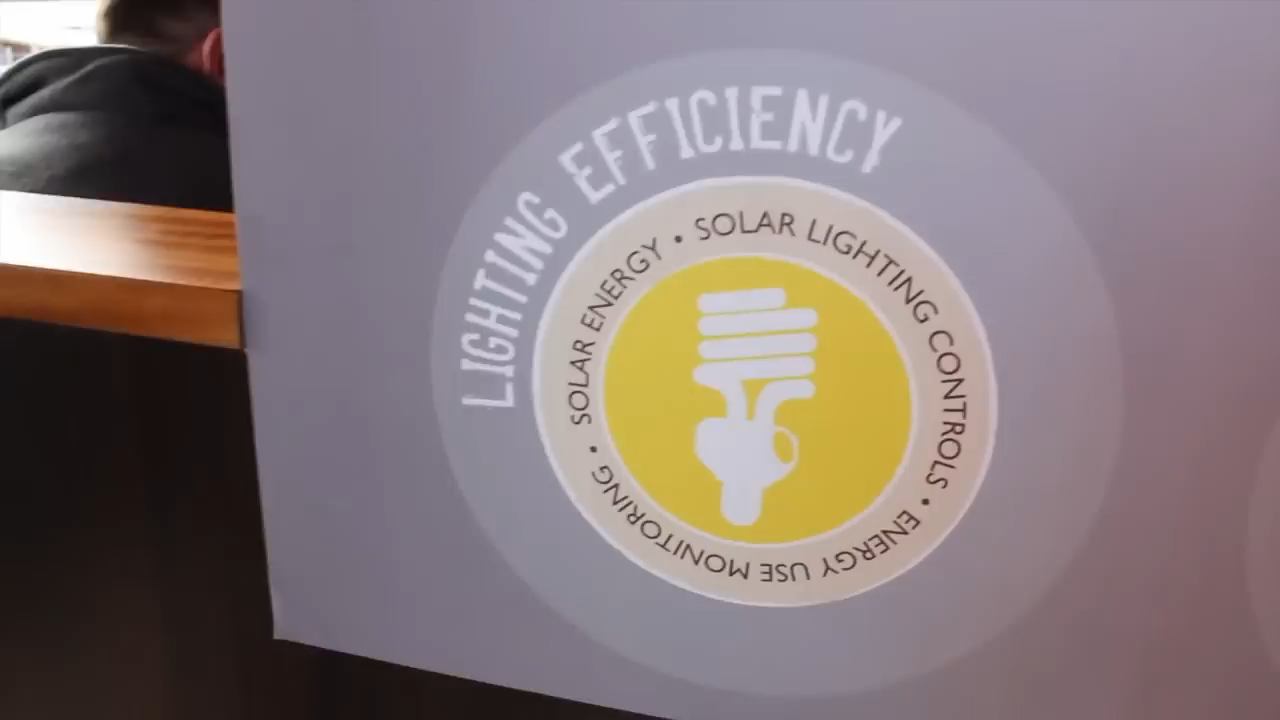 LIGHTING EFFICIENCY
SOLAR ENERGY • SOLAR LIGHTING CONTROLS • ENERGY USE MONITORING •